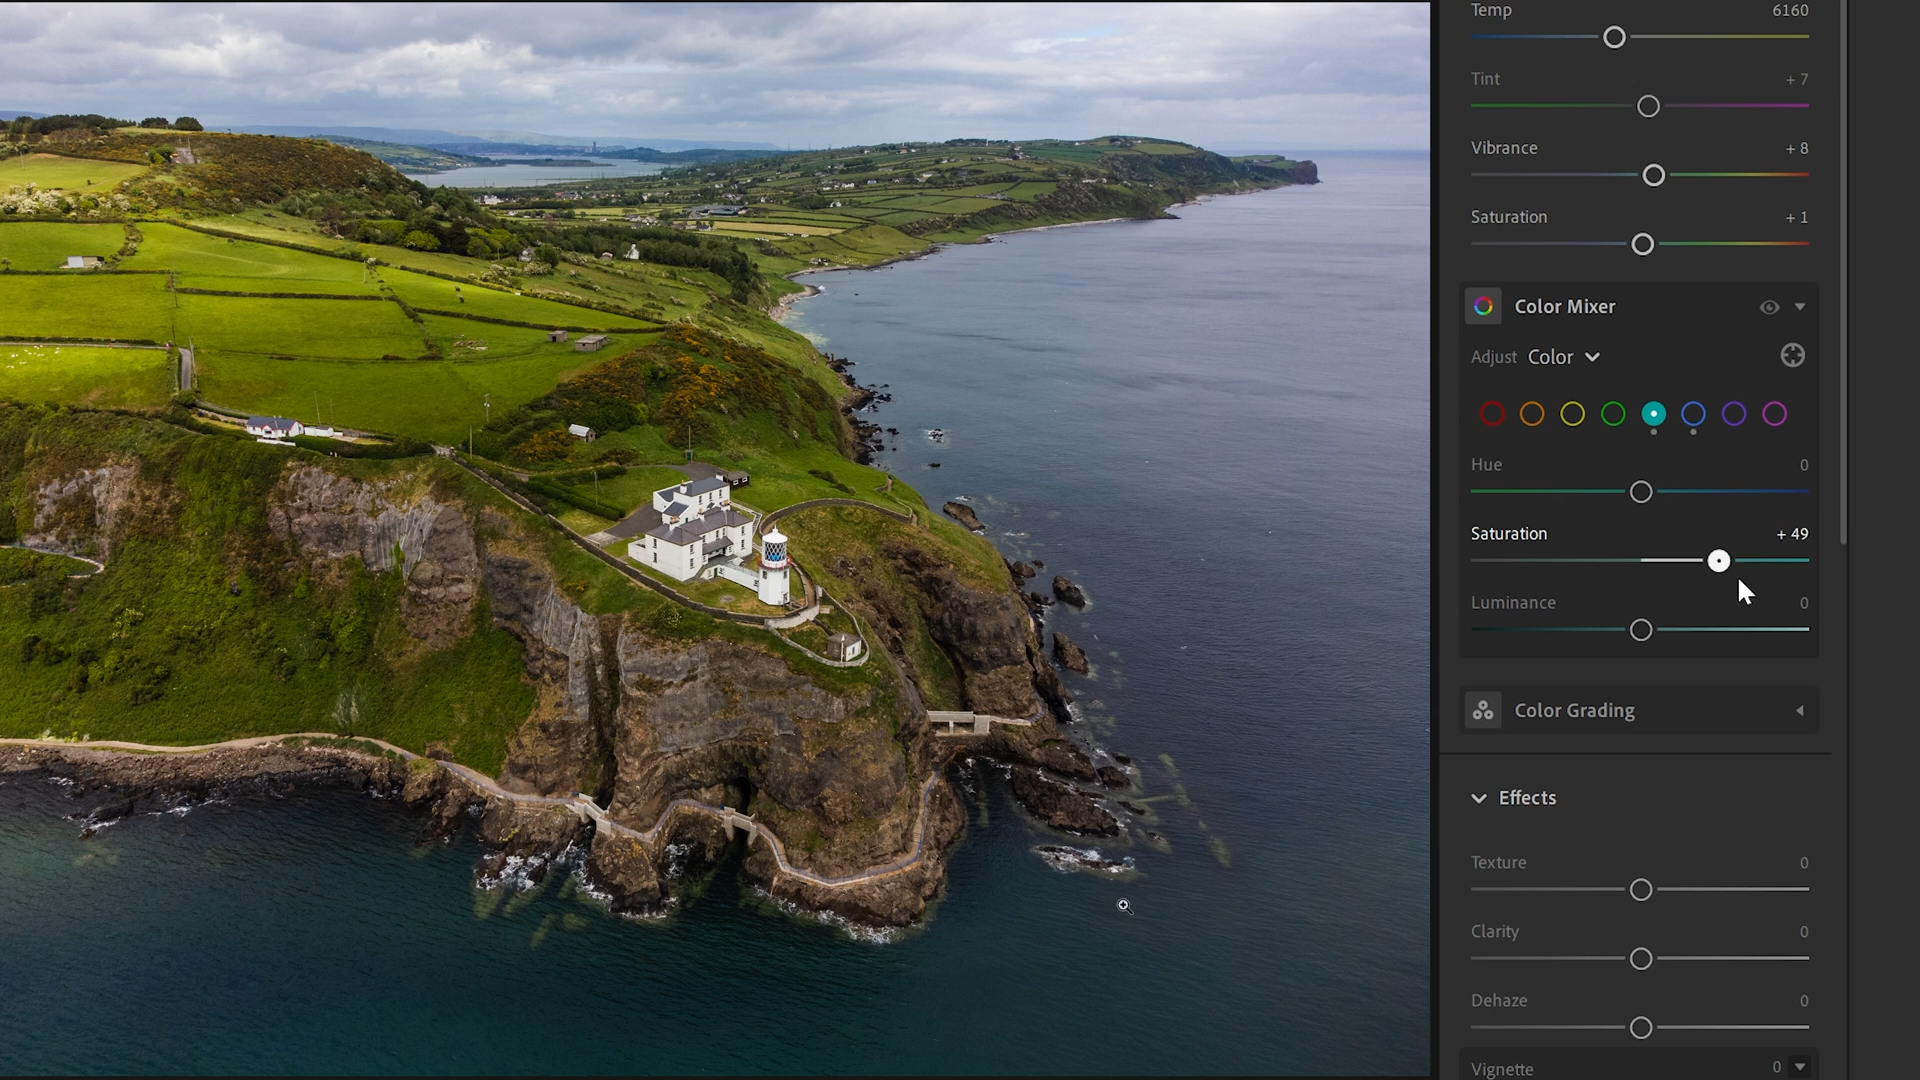 Temp 6160
Tint + 7
Vibrance + 8
Saturation + 1
Color Mixer
Adjust Color
Hue 0
Saturation + 49
Luminance 0
Color Grading
Effects
Texture 0
Clarity 0
Dehaze 0
Vignette 0